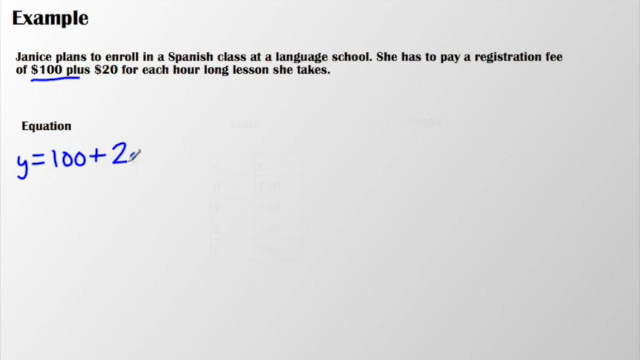 Example
Janice plans to enroll in a Spanish class at a language school. She has to pay a registration fee
of $100 plus $20 for each hour long lesson she takes.
Equation
y=100+2